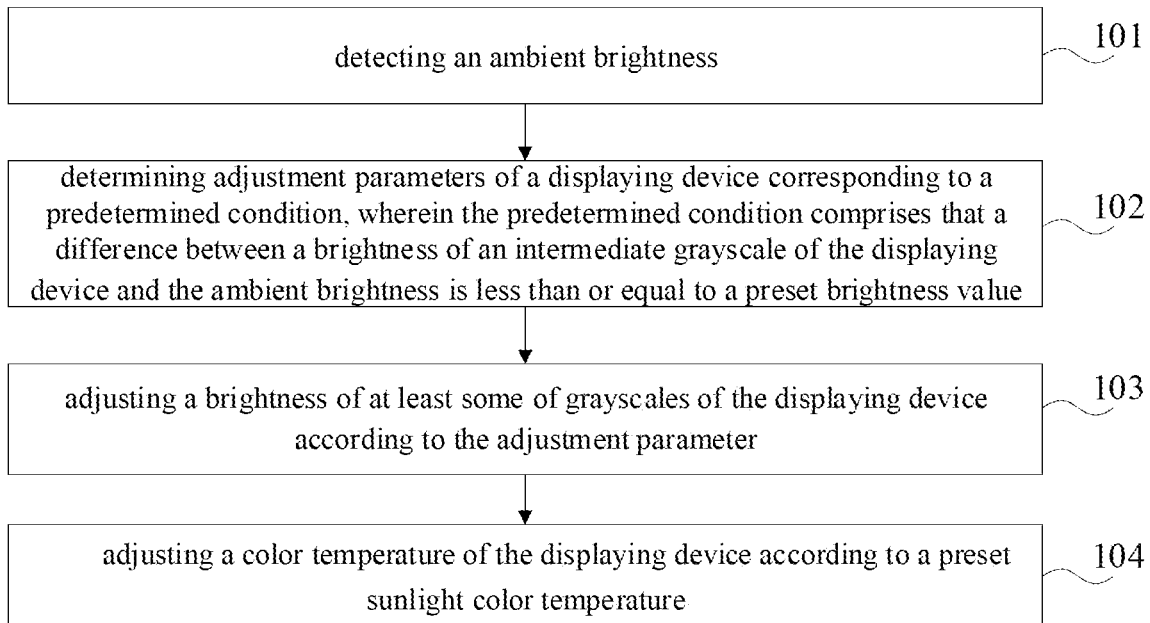 detecting an ambient brightness
101
determining adjustment parameters of a displaying device corresponding to a
predetermined condition, wherein the predetermined condition comprises that a
difference between a brightness of an intermediate grayscale of the displaying
device and the ambient brightness is less than or equal to a preset brightness value
102
adjusting a brightness of at least some of grayscales of the displaying device
according to the adjustment parameter
103
adjusting a color temperature of the displaying device according to a preset
sunlight color temperature
104